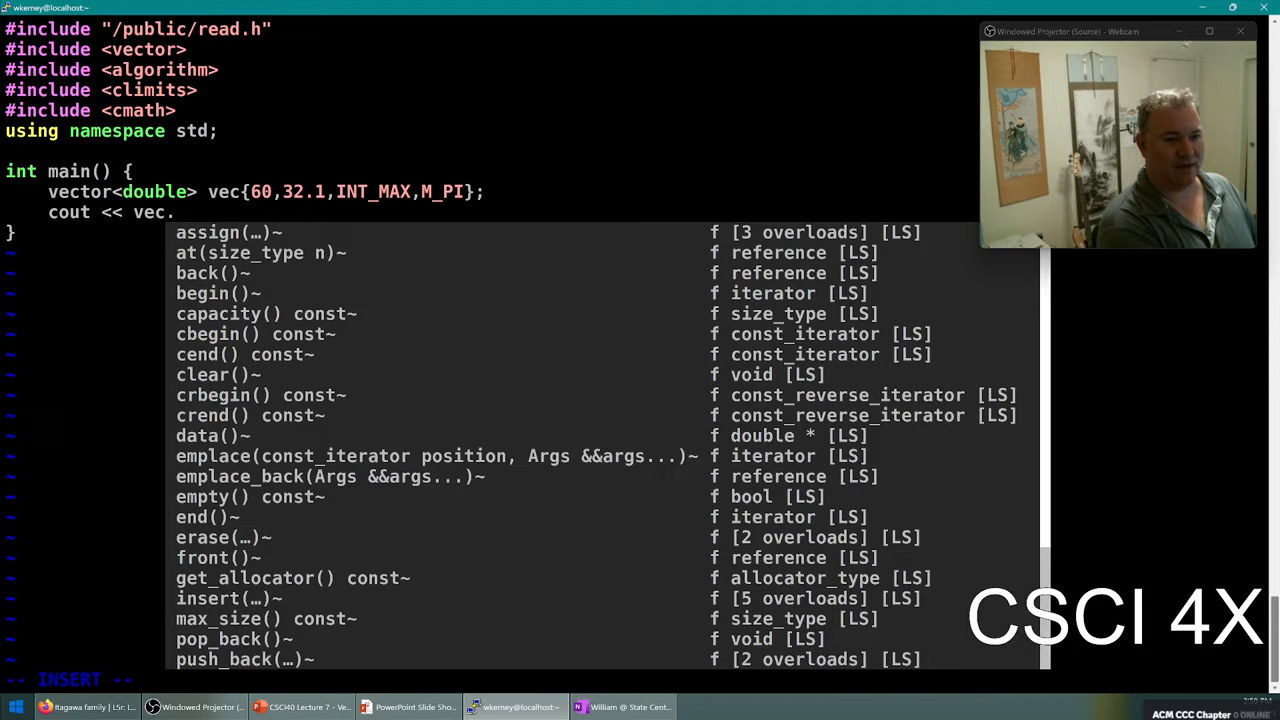 wkerney@localhost:~
#include "/public/read.h"
#include <vector>
#include <algorithm>
#include <climits>
#include <cmath>
using namespace std;
int main() {
    vector<double> vec{60,32.1,INT_MAX,M_PI};
    cout << vec.
}
assign(…)~ f [3 overloads] [LS]
at(size_type n)~ f reference [LS]
back()~ f reference [LS]
begin()~ f iterator [LS]
capacity() const~ f size_type [LS]
cbegin() const~ f const_iterator [LS]
cend() const~ f const_iterator [LS]
clear()~ f void [LS]
crbegin() const~ f const_reverse_iterator [LS]
crend() const~ f const_reverse_iterator [LS]
data()~ f double * [LS]
emplace(const_iterator position, Args &&args...)~ f iterator [LS]
emplace_back(Args &&args...)~ f reference [LS]
empty() const~ f bool [LS]
end()~ f iterator [LS]
erase(…)~ f [2 overloads] [LS]
front()~ f reference [LS]
get_allocator() const~ f allocator_type [LS]
insert(…)~ f [5 overloads] [LS]
max_size() const~ f size_type [LS]
pop_back()~ f void [LS]
push_back(…)~ f [2 overloads] [LS]
-- INSERT --
Windowed Projector (Source) - Webcam
CSCI 4X
Itagawa family | L5r: L
Windowed Projector (
CSCI40 Lecture 7 - Ve...
PowerPoint Slide Sho...
wkerney@localhost:~
William @ State Cent...
ACM CCC Chapter 0 ONLINE